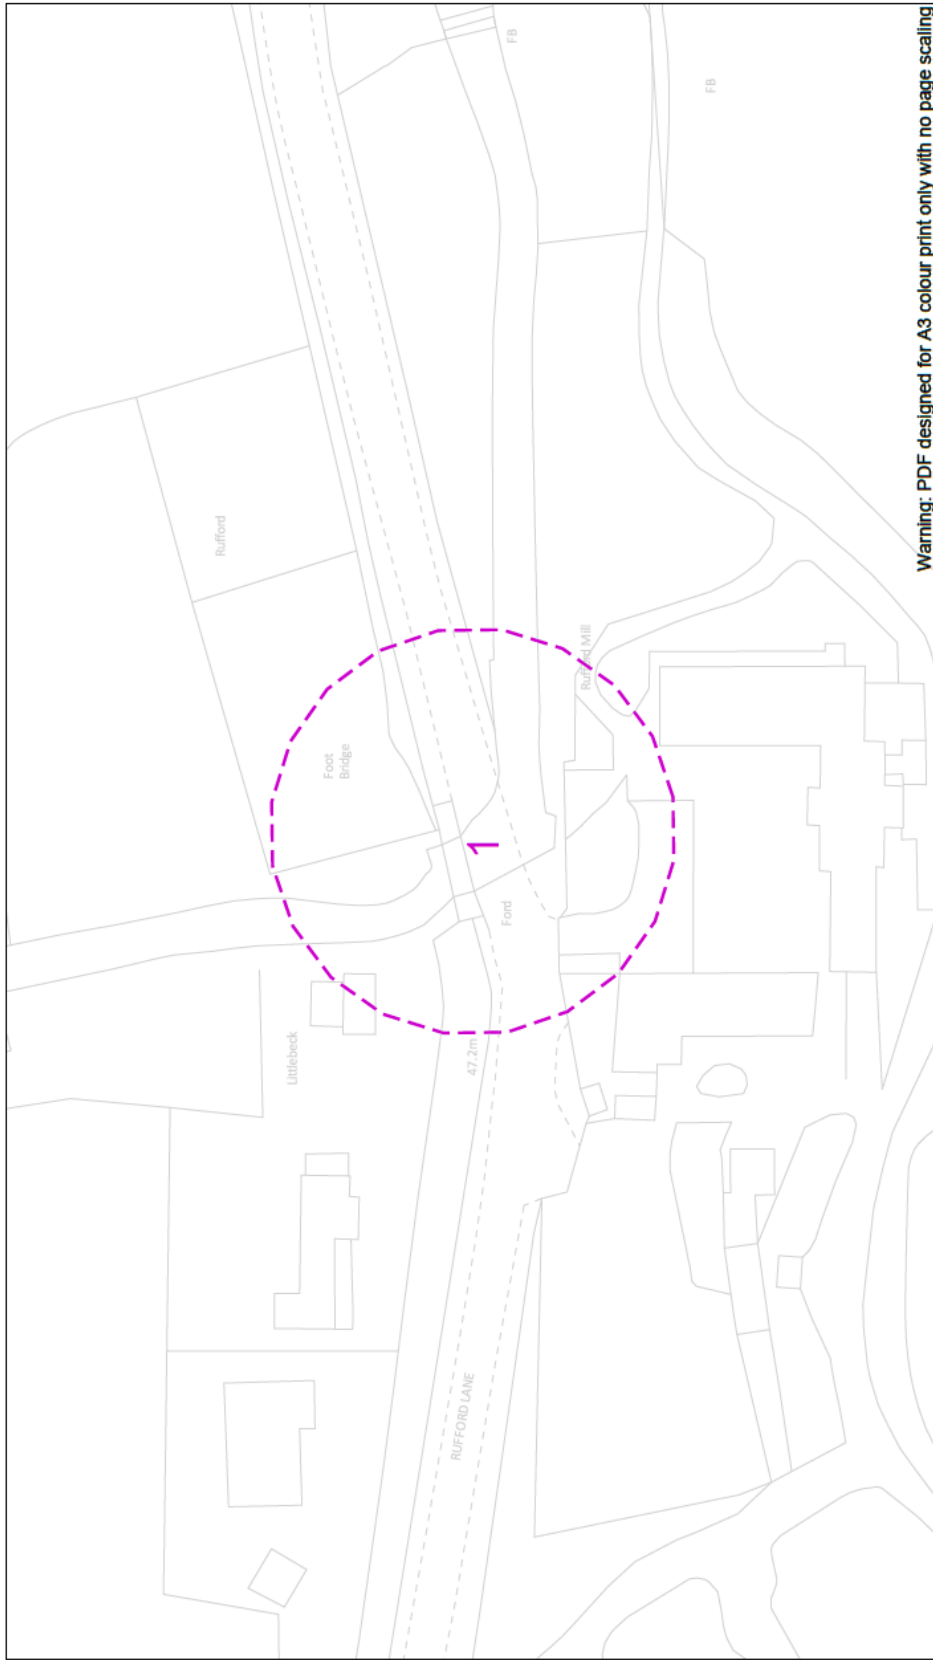 FB
FB
Rufford
Rufford Mill
Foot
Bridge
1
Ford
Littlebeck
47.2m
RUFFORD LANE
Warning: PDF designed for A3 colour print only with no page scaling